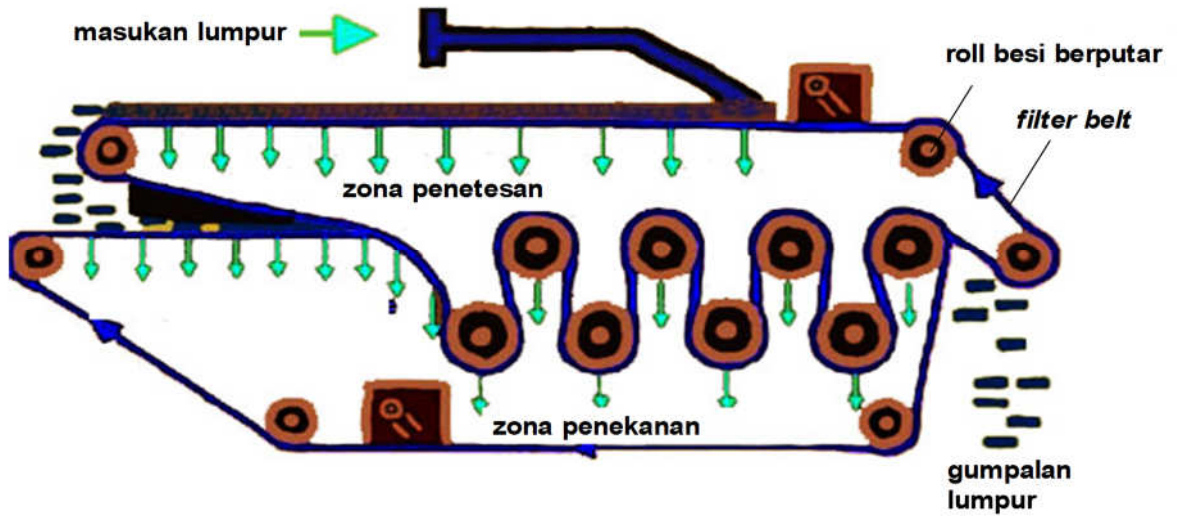 masukan lumpur
roll besi berputar
filter belt
zona penetesan
zona penekanan
gumpalan
lumpur